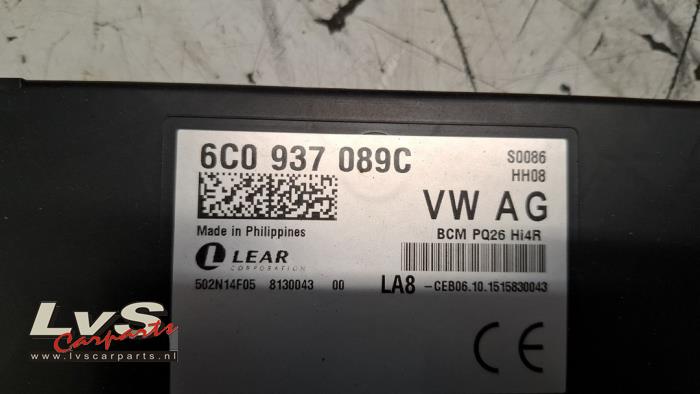 6C0 937 089C
S0086
HH08
VW AG
BCM PQ26 Hi4R
Made in Philippines
LEAR
CORPORATION
502N14F05 8130043 00
LA8 -CEB06.10.1515830043
CE
LvS
Carparts
www.lvscarparts.nl